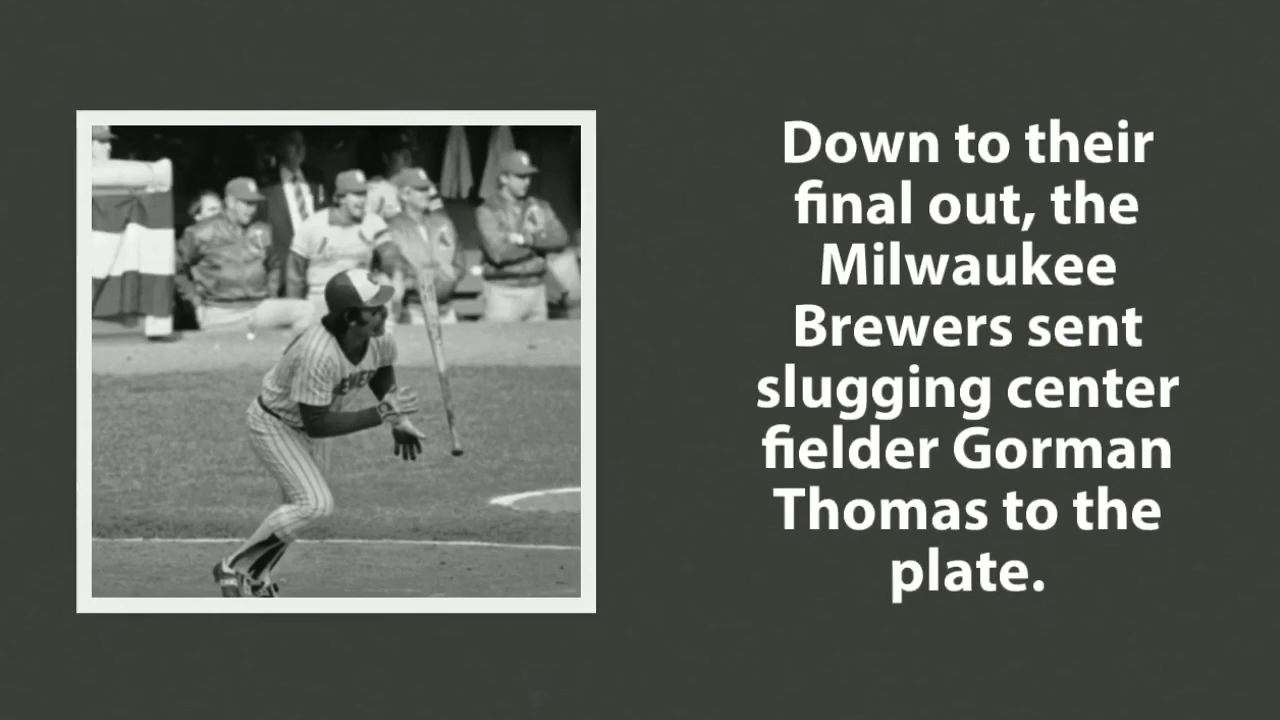 Down to their
final out, the
Milwaukee
Brewers sent
slugging center
fielder Gorman
Thomas to the
plate.